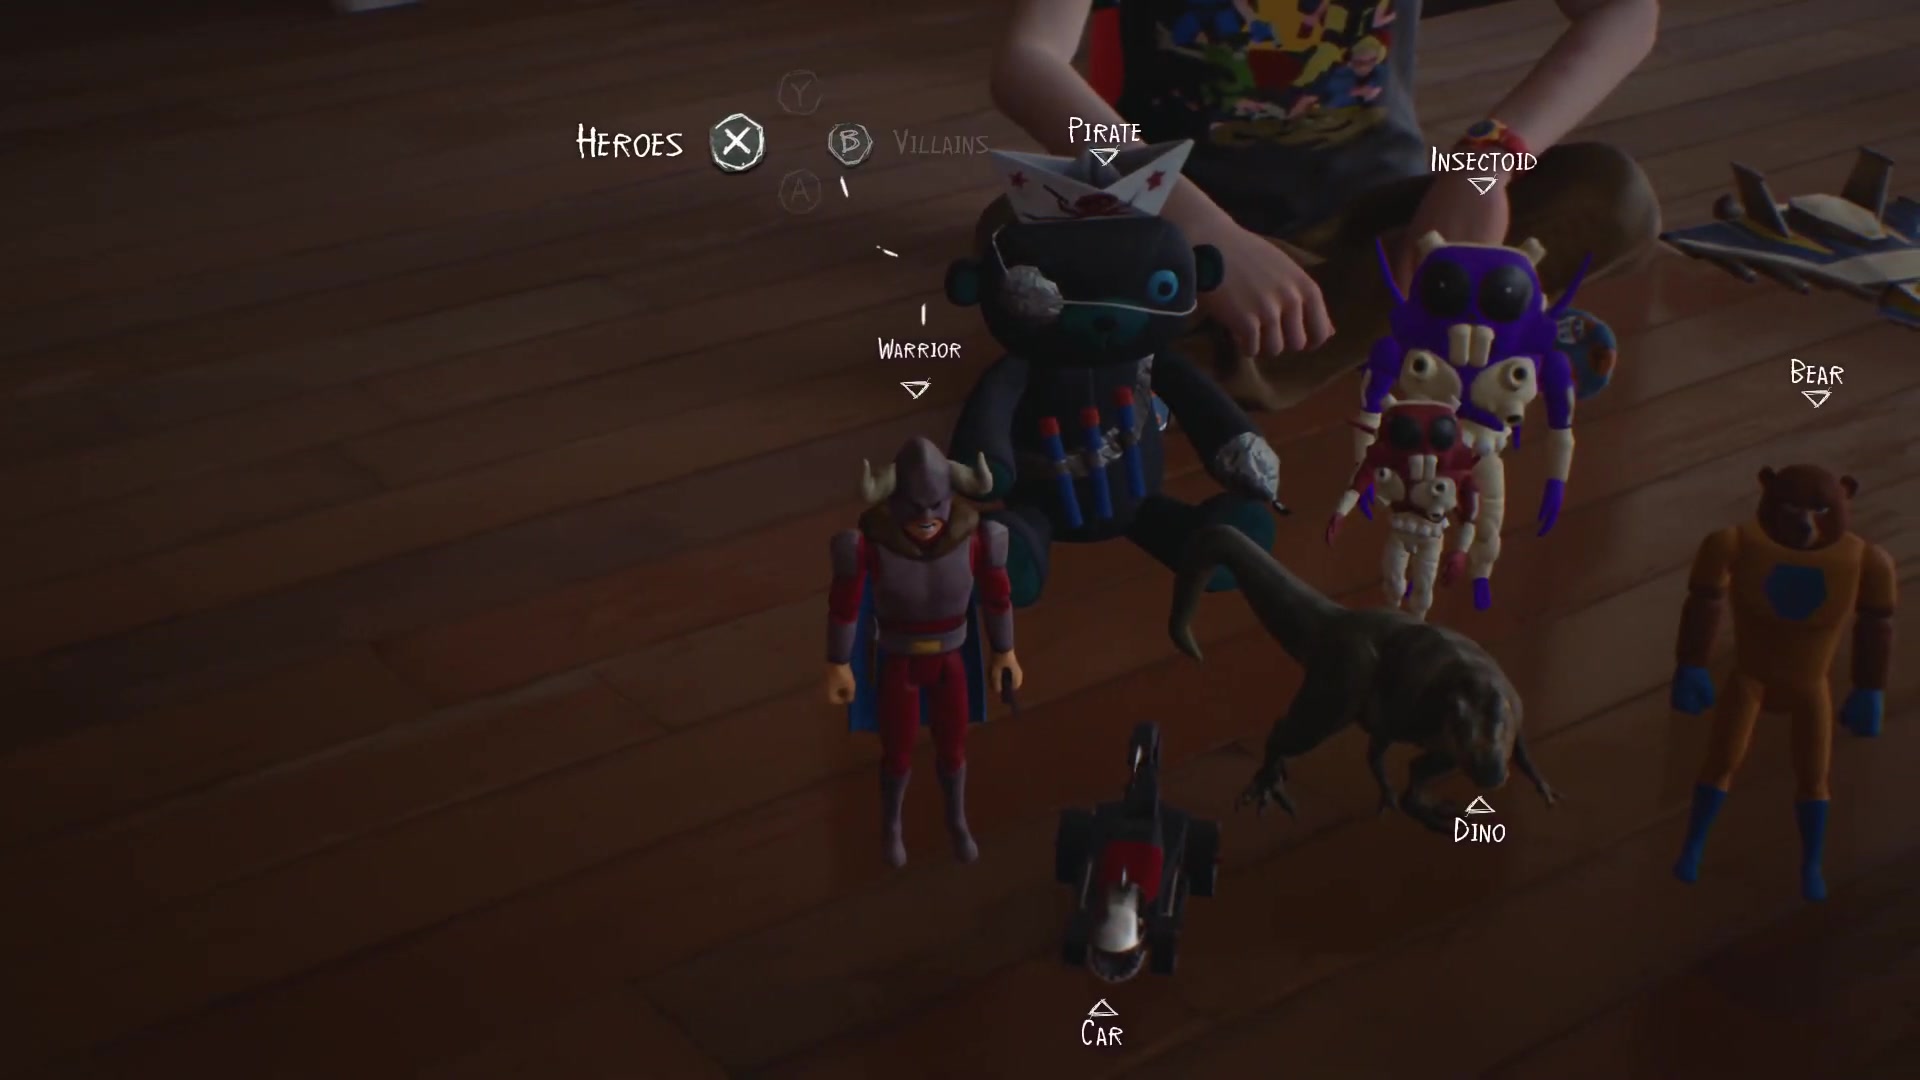 Y
HEROES X B VILLAINS
A
PIRATE
INSECTOID
WARRIOR
BEAR
DINO
CAR